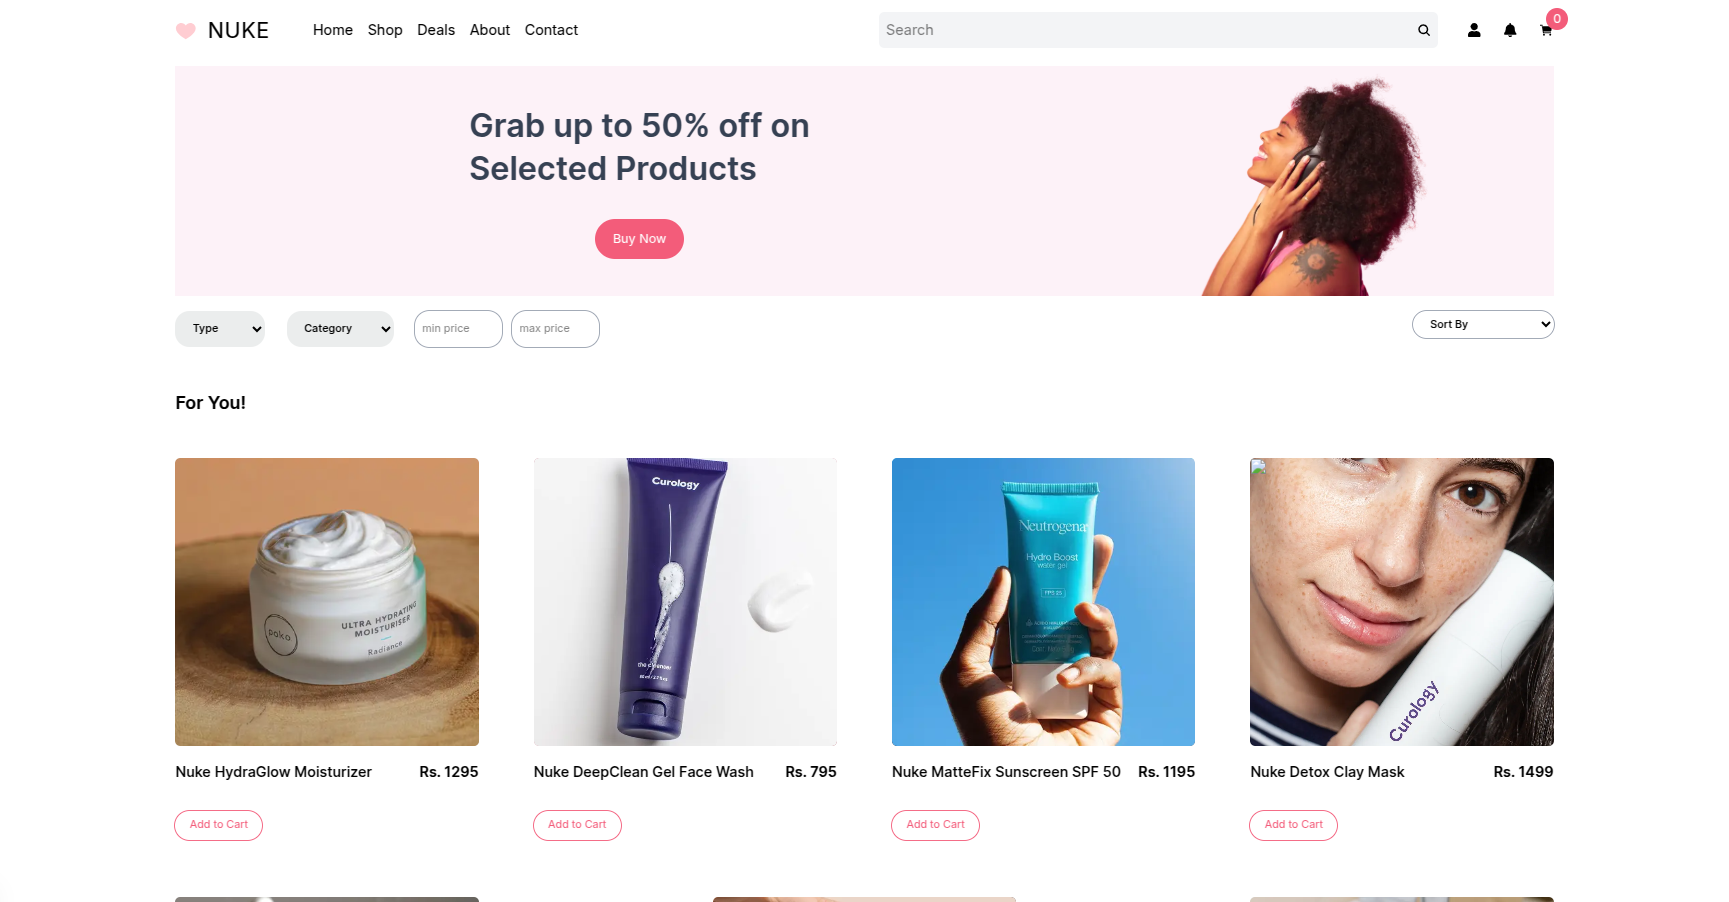 NUKE
Home Shop Deals About Contact
Search
0
Grab up to 50% off on
Selected Products
Buy Now
Type
Category
min price
max price
Sort By
For You!
poko
ULTRA HYDRATING
MOISTURISER
Radiance
Curology
the cleanser
Neutrogena
Hydro Boost
water gel
FPS 25
Curology
Nuke HydraGlow Moisturizer Rs. 1295
Nuke DeepClean Gel Face Wash Rs. 795
Nuke MatteFix Sunscreen SPF 50 Rs. 1195
Nuke Detox Clay Mask Rs. 1499
Add to Cart
Add to Cart
Add to Cart
Add to Cart